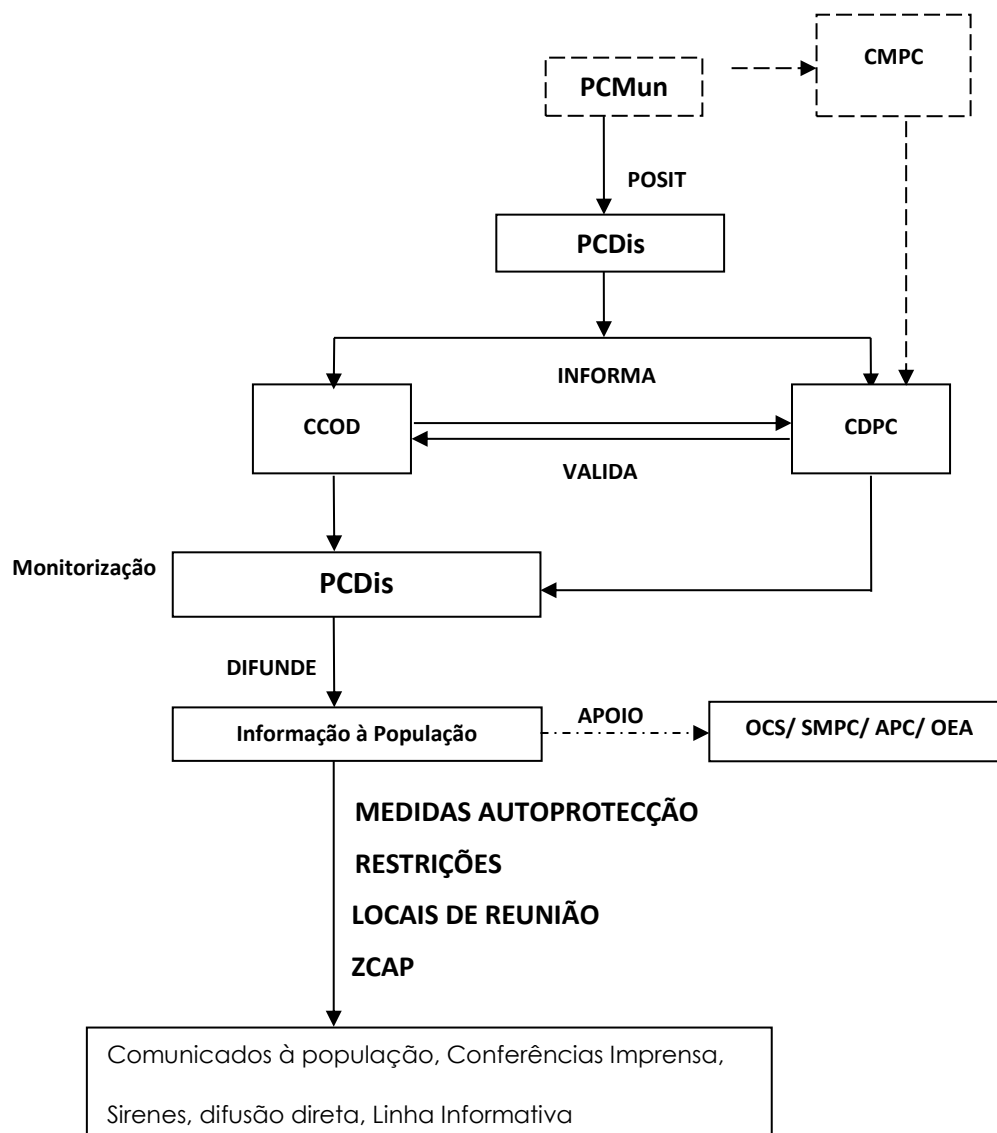 CMPC
PCMun
POSIT
PCDis
INFORMA
CCOD
CDPC
VALIDA
Monitorização
PCDis
DIFUNDE
APOIO
Informação à População
OCS/ SMPC/ APC/ OEA
MEDIDAS AUTOPROTECÇÃO
RESTRIÇÕES
LOCAIS DE REUNIÃO
ZCAP
Comunicados à população, Conferências Imprensa,
Sirenes, difusão direta, Linha Informativa